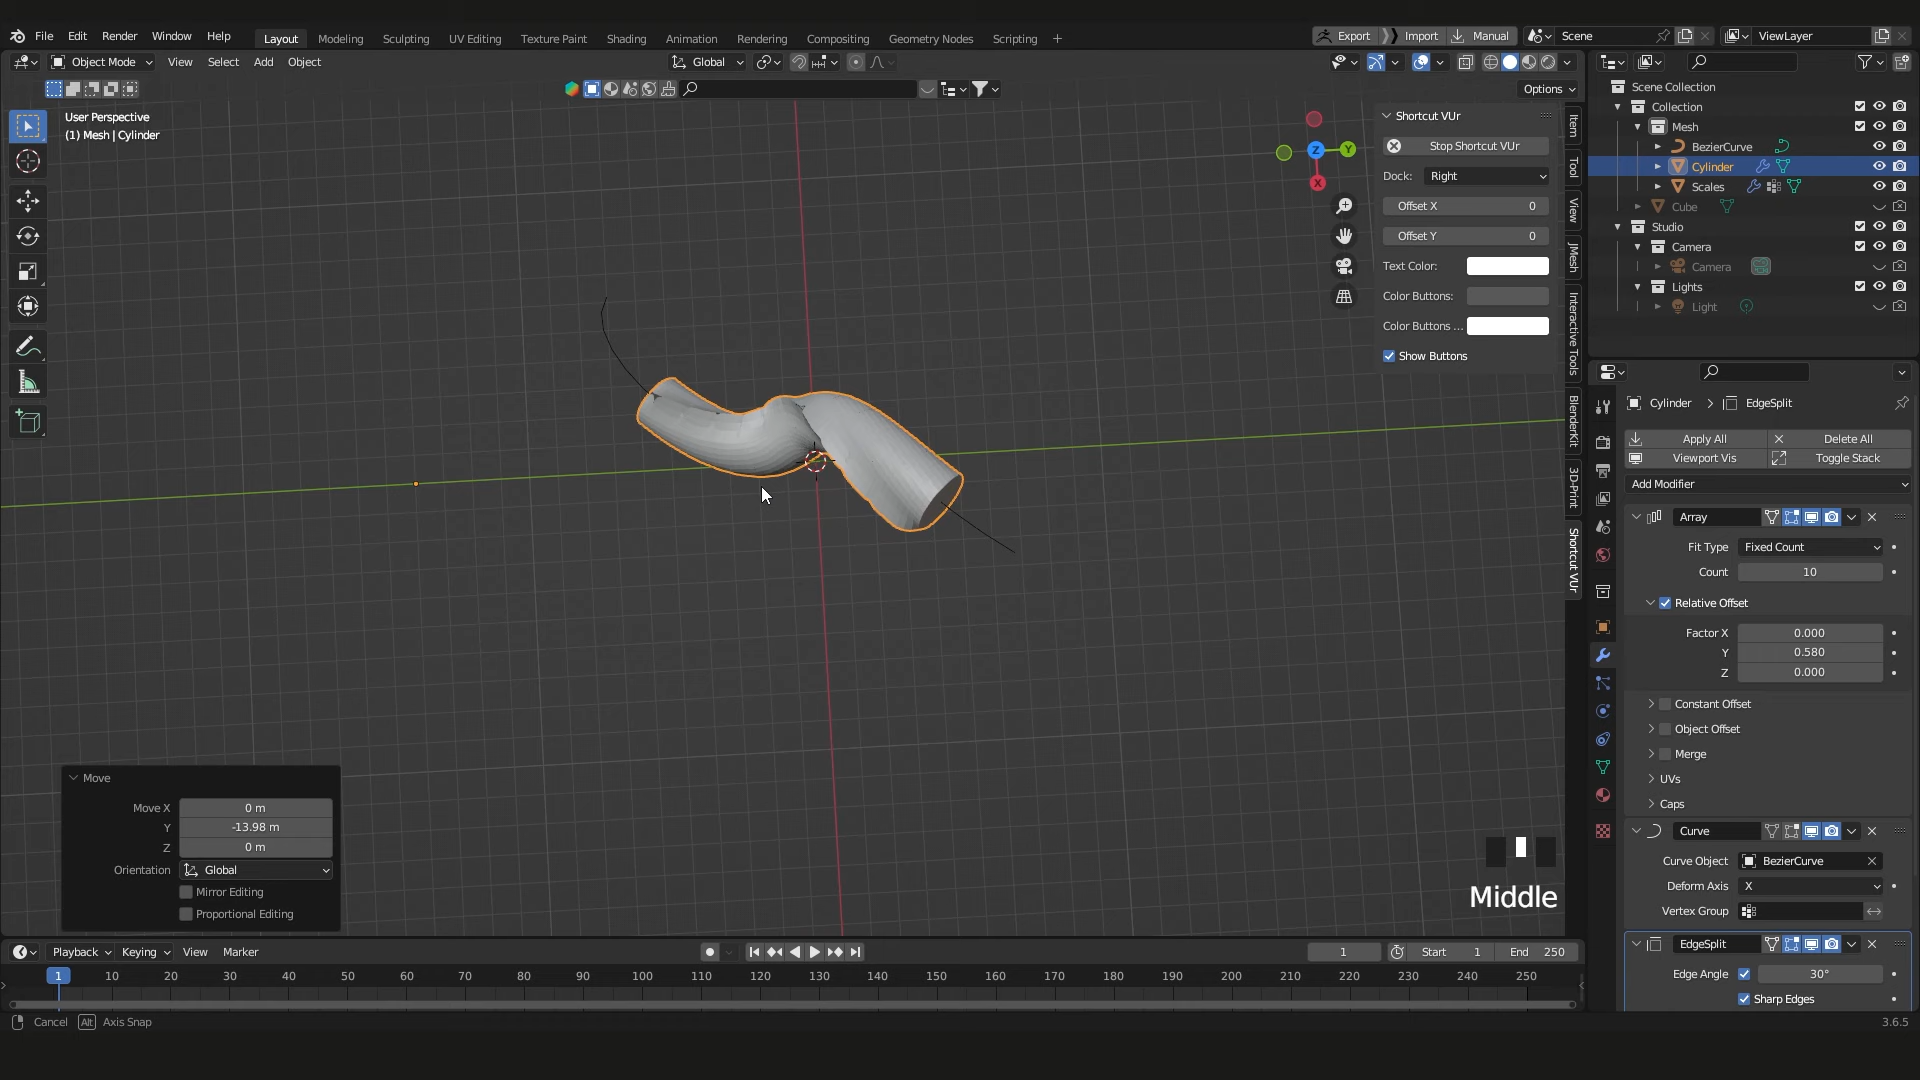 File Edit Render Window Help Layout Modeling Sculpting UV Editing Texture Paint Shading Animation Rendering Compositing Geometry Nodes Scripting + Export Import Manual Scene ViewLayer
Object Mode View Select Add Object Global
Options
User Perspective
(1) Mesh | Cylinder
Z Y X
Shortcut VUr
Stop Shortcut VUr
Dock: Right
Offset X 0
Offset Y 0
Text Color:
Color Buttons:
Color Buttons ...
Show Buttons
Item
Tool
View
JMesh
Interactive Tools
BlenderKit
3D-Print
Shortcut VUr
Scene Collection
Collection
Mesh
BezierCurve
Cylinder
Scales
Cube
Studio
Camera
Camera
Lights
Light
Cylinder > EdgeSplit
Apply All Delete All
Viewport Vis Toggle Stack
Add Modifier
Array
Fit Type Fixed Count
Count 10
Relative Offset
Factor X 0.000
Y 0.580
Z 0.000
Constant Offset
Object Offset
Merge
UVs
Caps
Curve
Curve Object BezierCurve
Deform Axis X
Vertex Group
EdgeSplit
Edge Angle 30°
Sharp Edges
Move
Move X 0 m
Y -13.98 m
Z 0 m
Orientation Global
Mirror Editing
Proportional Editing
Middle
Playback Keying View Marker 1 Start 1 End 250
1 10 20 30 40 50 60 70 80 90 100 110 120 130 140 150 160 170 180 190 200 210 220 230 240 250
Cancel Alt Axis Snap 3.6.5